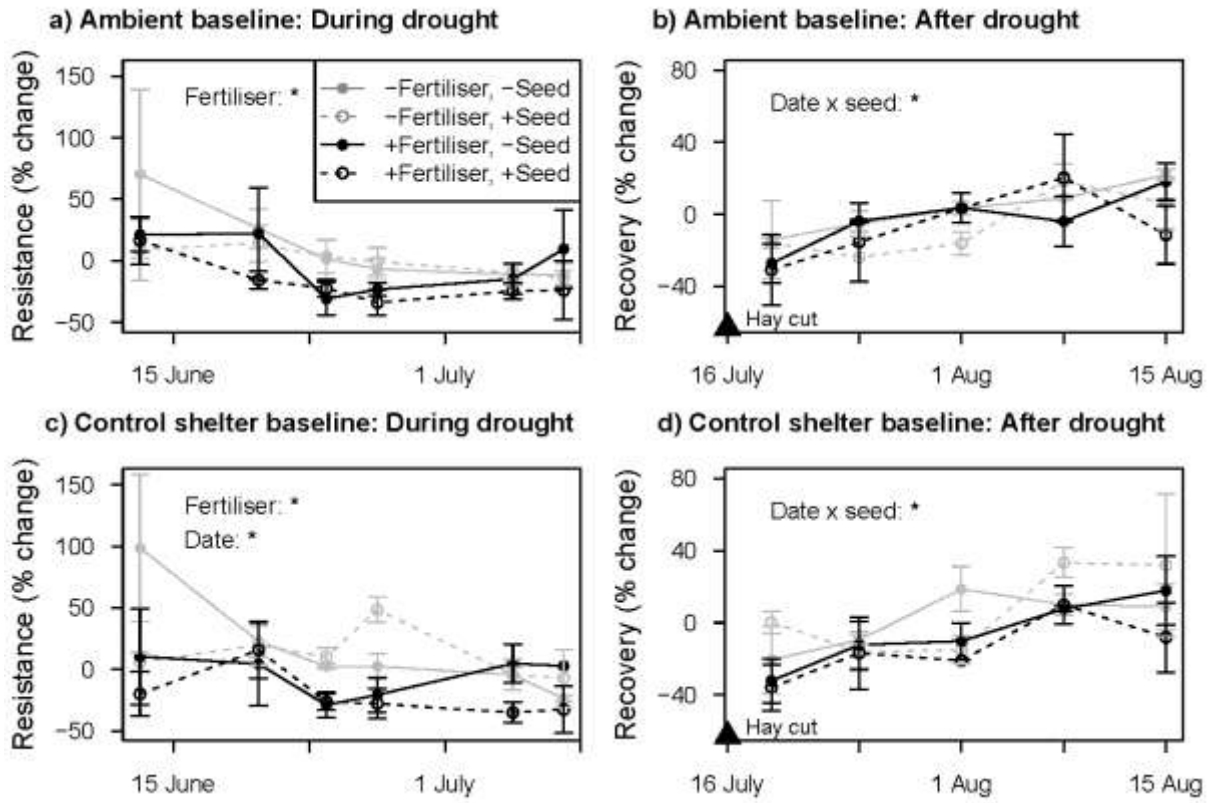 a) Ambient baseline: During drought
Resistance (% change)
150
100
50
0
−50
Fertiliser: *
−Fertiliser, −Seed
−Fertiliser, +Seed
+Fertiliser, −Seed
+Fertiliser, +Seed
15 June
1 July
b) Ambient baseline: After drought
Recovery (% change)
80
40
0
−40
Date x seed: *
Hay cut
16 July
1 Aug
15 Aug
c) Control shelter baseline: During drought
Resistance (% change)
150
100
50
0
−50
Fertiliser: *
Date: *
15 June
1 July
d) Control shelter baseline: After drought
Recovery (% change)
80
40
0
−40
Date x seed: *
Hay cut
16 July
1 Aug
15 Aug